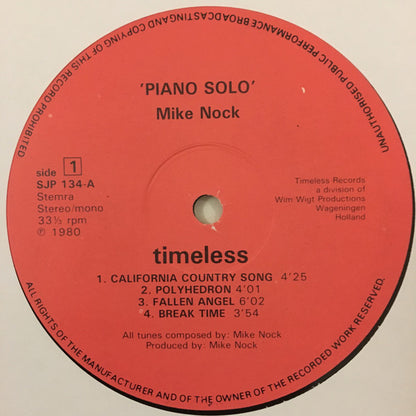 UNAUTHORISED PUBLIC PERFORMANCE BROADCASTING
AND COPYING OF THIS RECORD PROHIBITED
'PIANO SOLO'
Mike Nock
side 1
SJP 134-A
Stemra
Stereo/mono
33⅓ rpm
℗ 1980
Timeless-Records
a division of
Wim Wigt Productions
Wageningen
Holland
timeless
1. CALIFORNIA COUNTRY SONG 4'25
2. POLYHEDRON 4'01
3. FALLEN ANGEL 6'02
4. BREAK TIME 3'54
All tunes composed by: Mike Nock
Produced by: Mike Nock
ALL RIGHTS OF THE MANUFACTURER AND OF THE OWNER OF THE RECORDED WORK RESERVED.